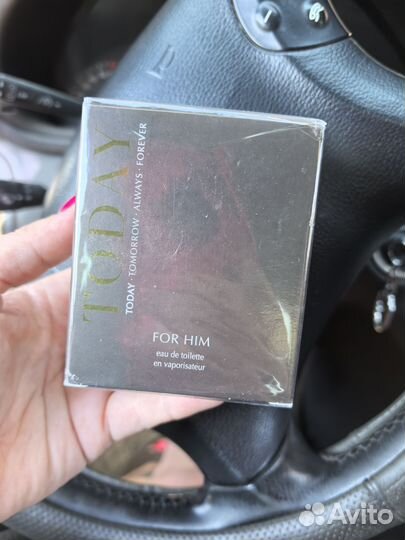 TODAY
TODAY · TOMORROW · ALWAYS · FOREVER
FOR HIM
eau de toilette
en vaporisateur
Avito